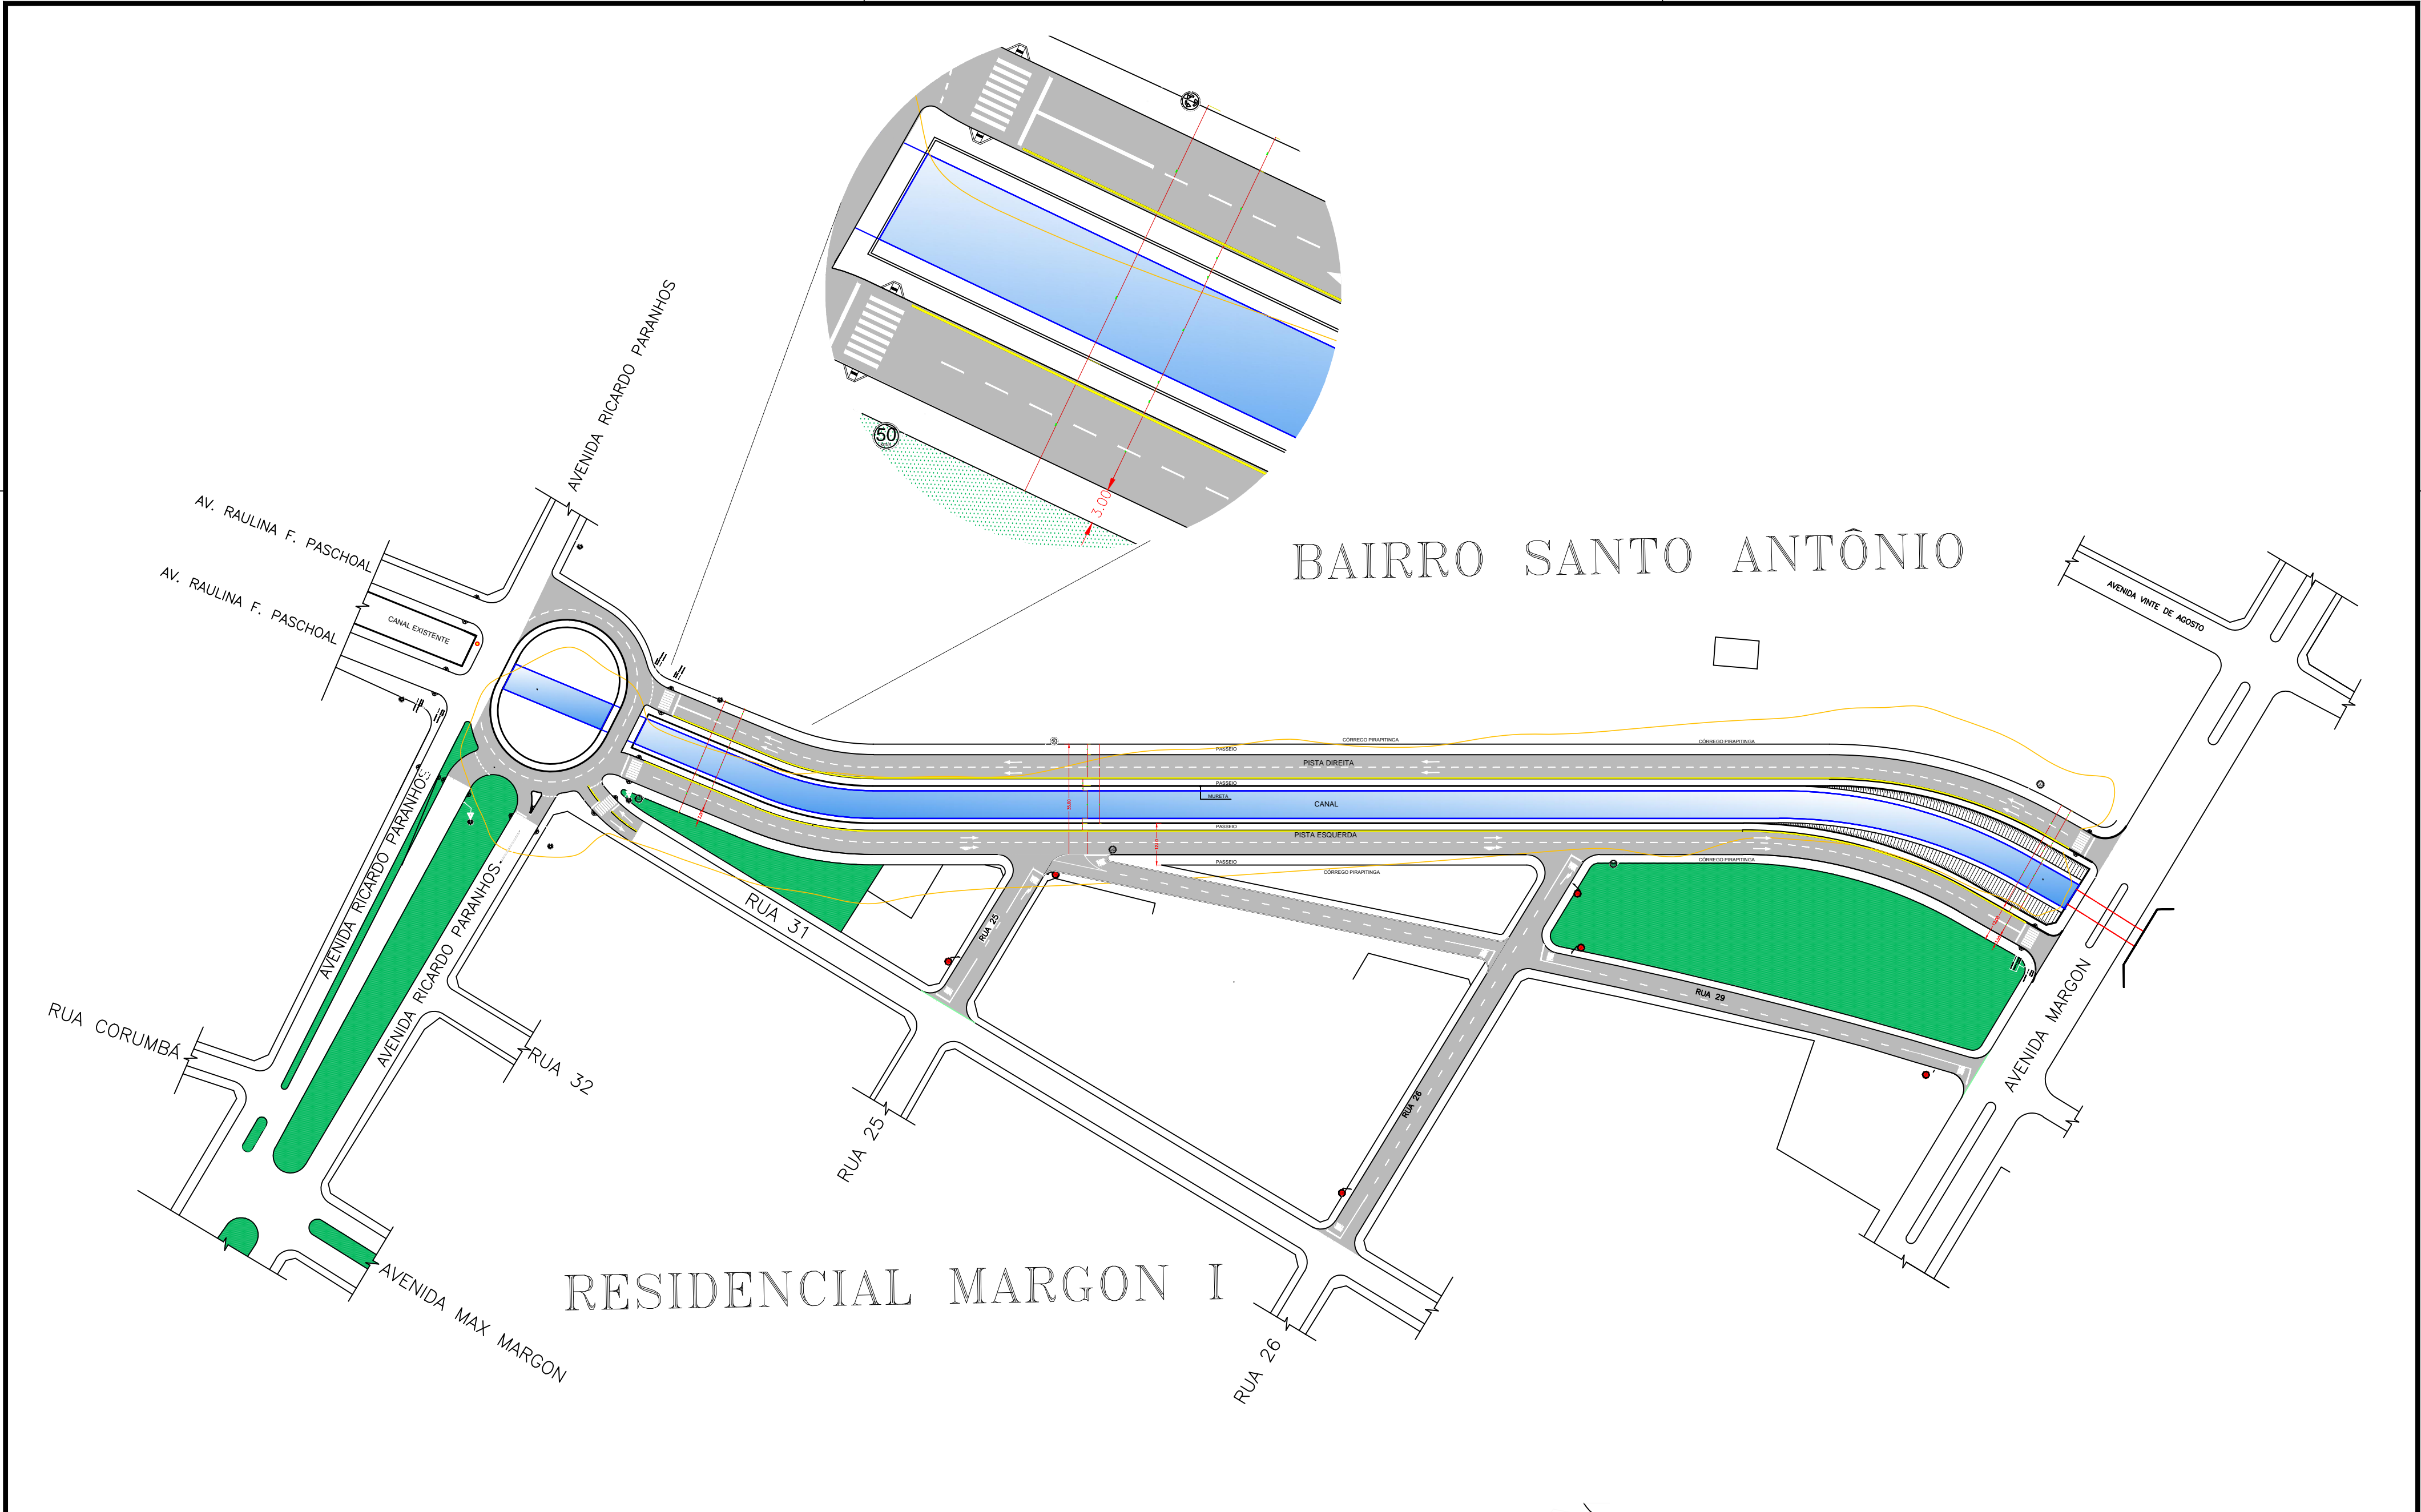 AVENIDA RICARDO PARANHOS
AV. RAULINA F. PASCHOAL
AV. RAULINA F. PASCHOAL
CANAL EXISTENTE
50
3.00
BAIRRO SANTO ANTÔNIO
AVENIDA VINTE DE AGOSTO
CÓRREGO PIRAPITINGA
CÓRREGO PIRAPITINGA
PASSEIO
PISTA DIREITA
PASSEIO
MURETA
CANAL
PASSEIO
PISTA ESQUERDA
PASSEIO
CÓRREGO PIRAPITINGA
CÓRREGO PIRAPITINGA
AVENIDA RICARDO PARANHOS
AVENIDA RICARDO PARANHOS.
RUA 31
RUA 25
RUA 29
AVENIDA MARGON
RUA CORUMBÁ
RUA 32
RUA 26
RUA 25
AVENIDA MAX MARGON
RESIDENCIAL MARGON I
RUA 26